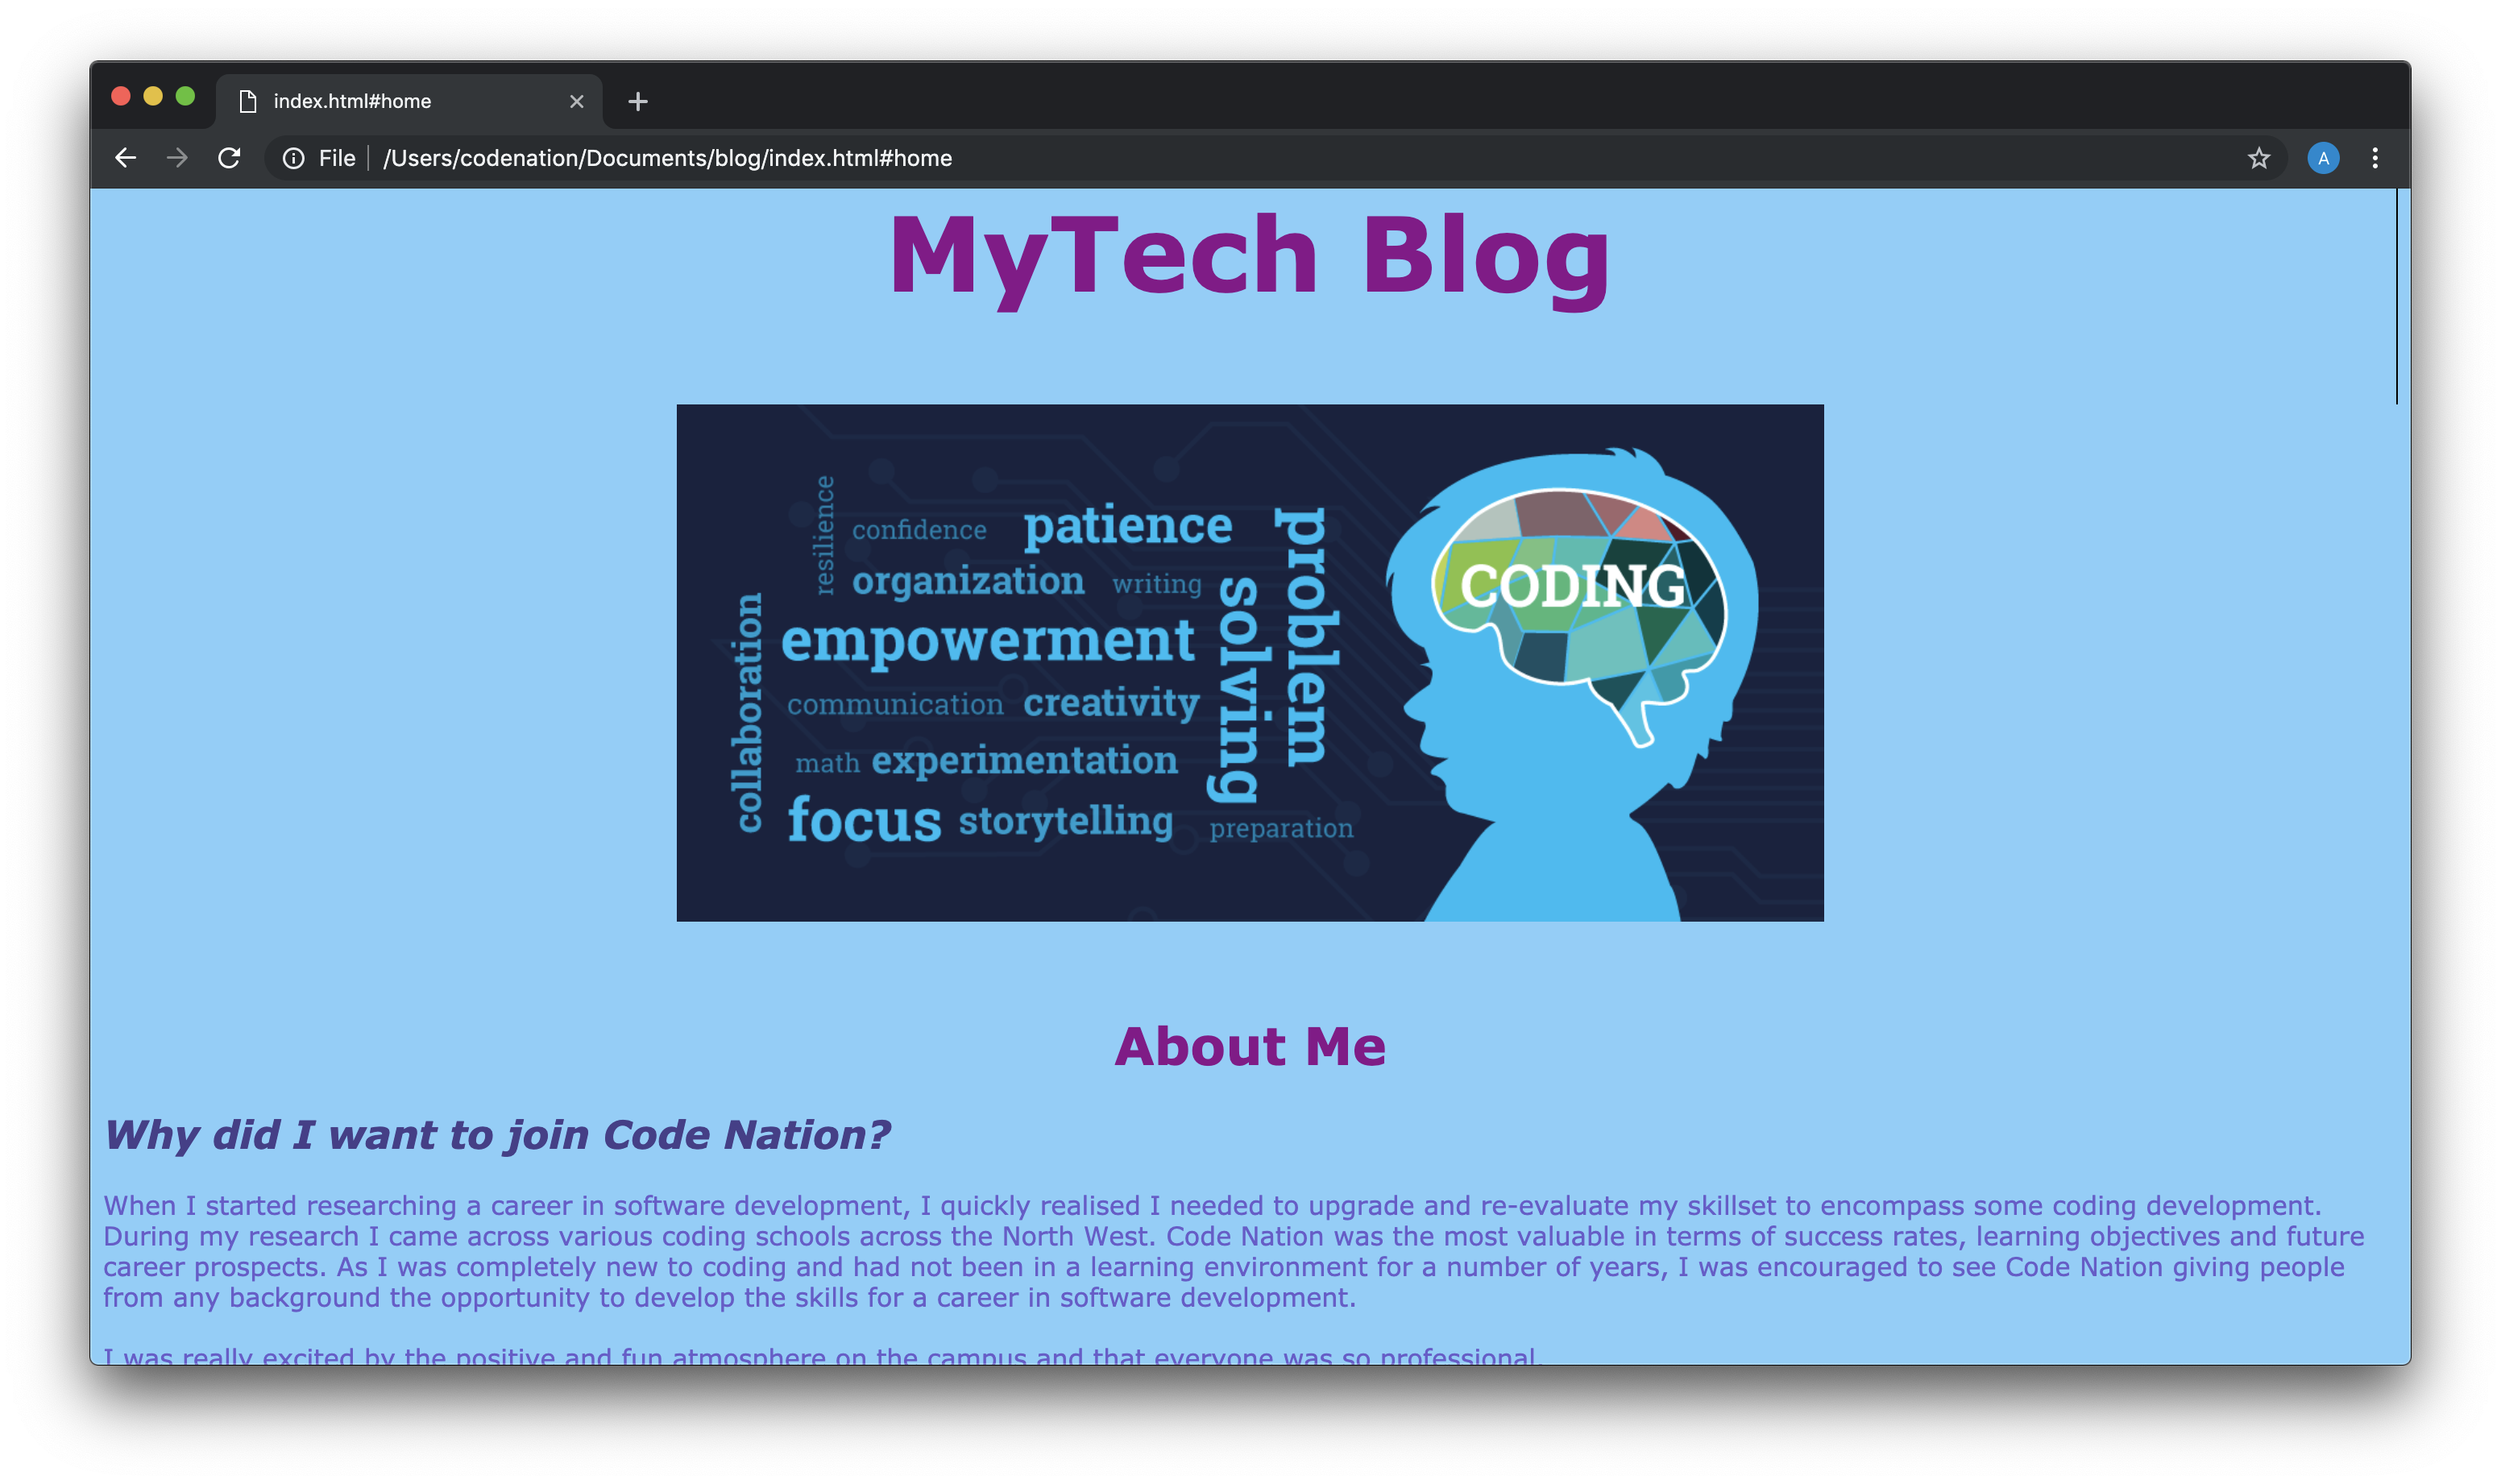 index.html#home
File /Users/codenation/Documents/blog/index.html#home
A
MyTech Blog
resilience
confidence
patience
problem
solving
organization
writing
CODING
collaboration
empowerment
communication
creativity
math
experimentation
focus
storytelling
preparation
About Me
Why did I want to join Code Nation?
When I started researching a career in software development, I quickly realised I needed to upgrade and re-evaluate my skillset to encompass some coding development.
During my research I came across various coding schools across the North West. Code Nation was the most valuable in terms of success rates, learning objectives and future
career prospects. As I was completely new to coding and had not been in a learning environment for a number of years, I was encouraged to see Code Nation giving people
from any background the opportunity to develop the skills for a career in software development.
I was really excited by the positive and fun atmosphere on the campus and that everyone was so professional.